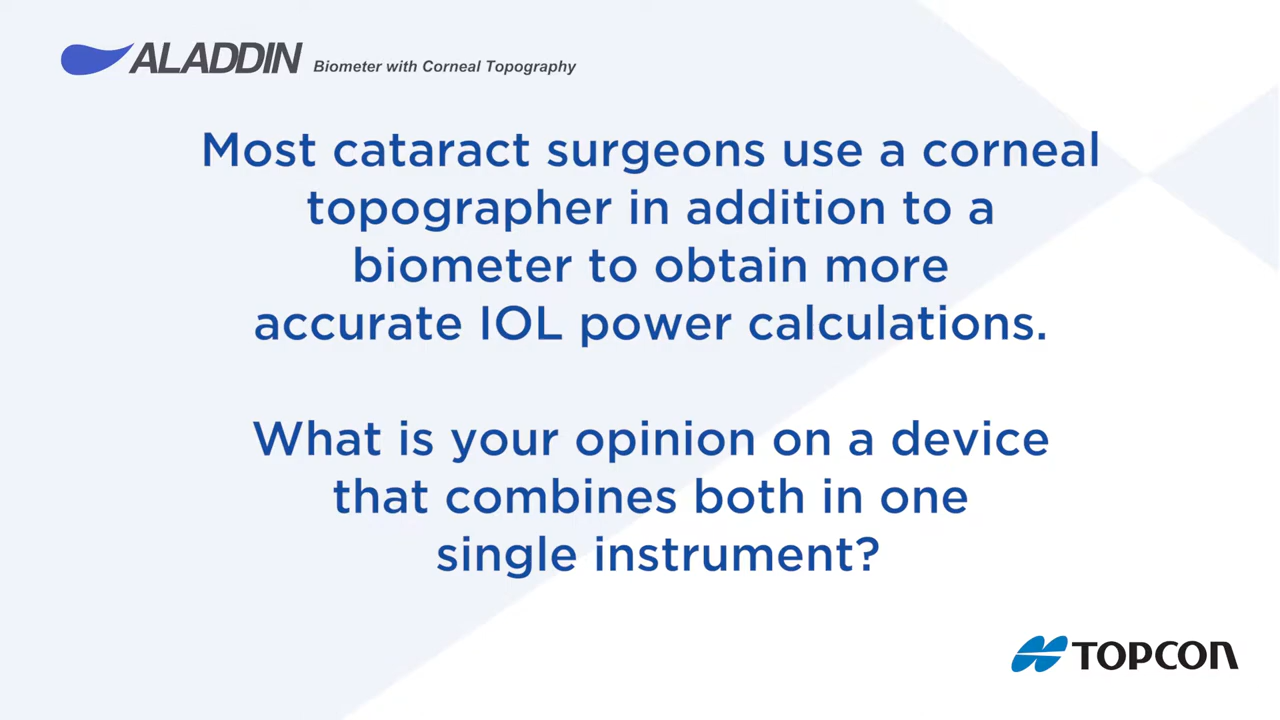 ALADDIN Biometer with Corneal Topography
Most cataract surgeons use a corneal
topographer in addition to a
biometer to obtain more
accurate IOL power calculations.
What is your opinion on a device
that combines both in one
single instrument?
TOPCON